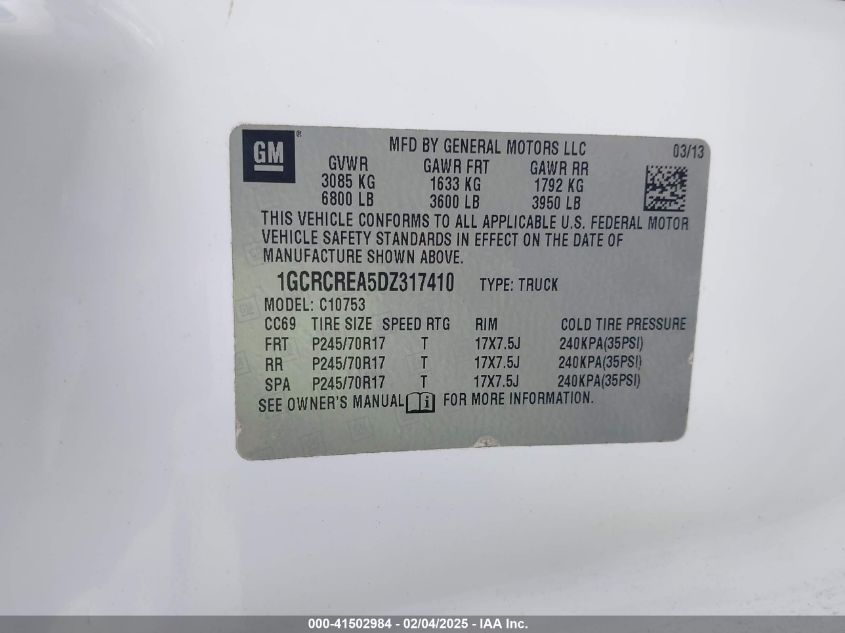 GM ®
MFD BY GENERAL MOTORS LLC 03/13
GVWR GAWR FRT GAWR RR
3085 KG 1633 KG 1792 KG
6800 LB 3600 LB 3950 LB
THIS VEHICLE CONFORMS TO ALL APPLICABLE U.S. FEDERAL MOTOR
VEHICLE SAFETY STANDARDS IN EFFECT ON THE DATE OF
MANUFACTURE SHOWN ABOVE.
1GCRCREA5DZ317410 TYPE: TRUCK
MODEL: C10753
CC69 TIRE SIZE SPEED RTG RIM COLD TIRE PRESSURE
FRT P245/70R17 T 17X7.5J 240KPA(35PSI)
RR P245/70R17 T 17X7.5J 240KPA(35PSI)
SPA P245/70R17 T 17X7.5J 240KPA(35PSI)
SEE OWNER'S MANUAL i FOR MORE INFORMATION.
000-41502984 - 02/04/2025 - IAA Inc.